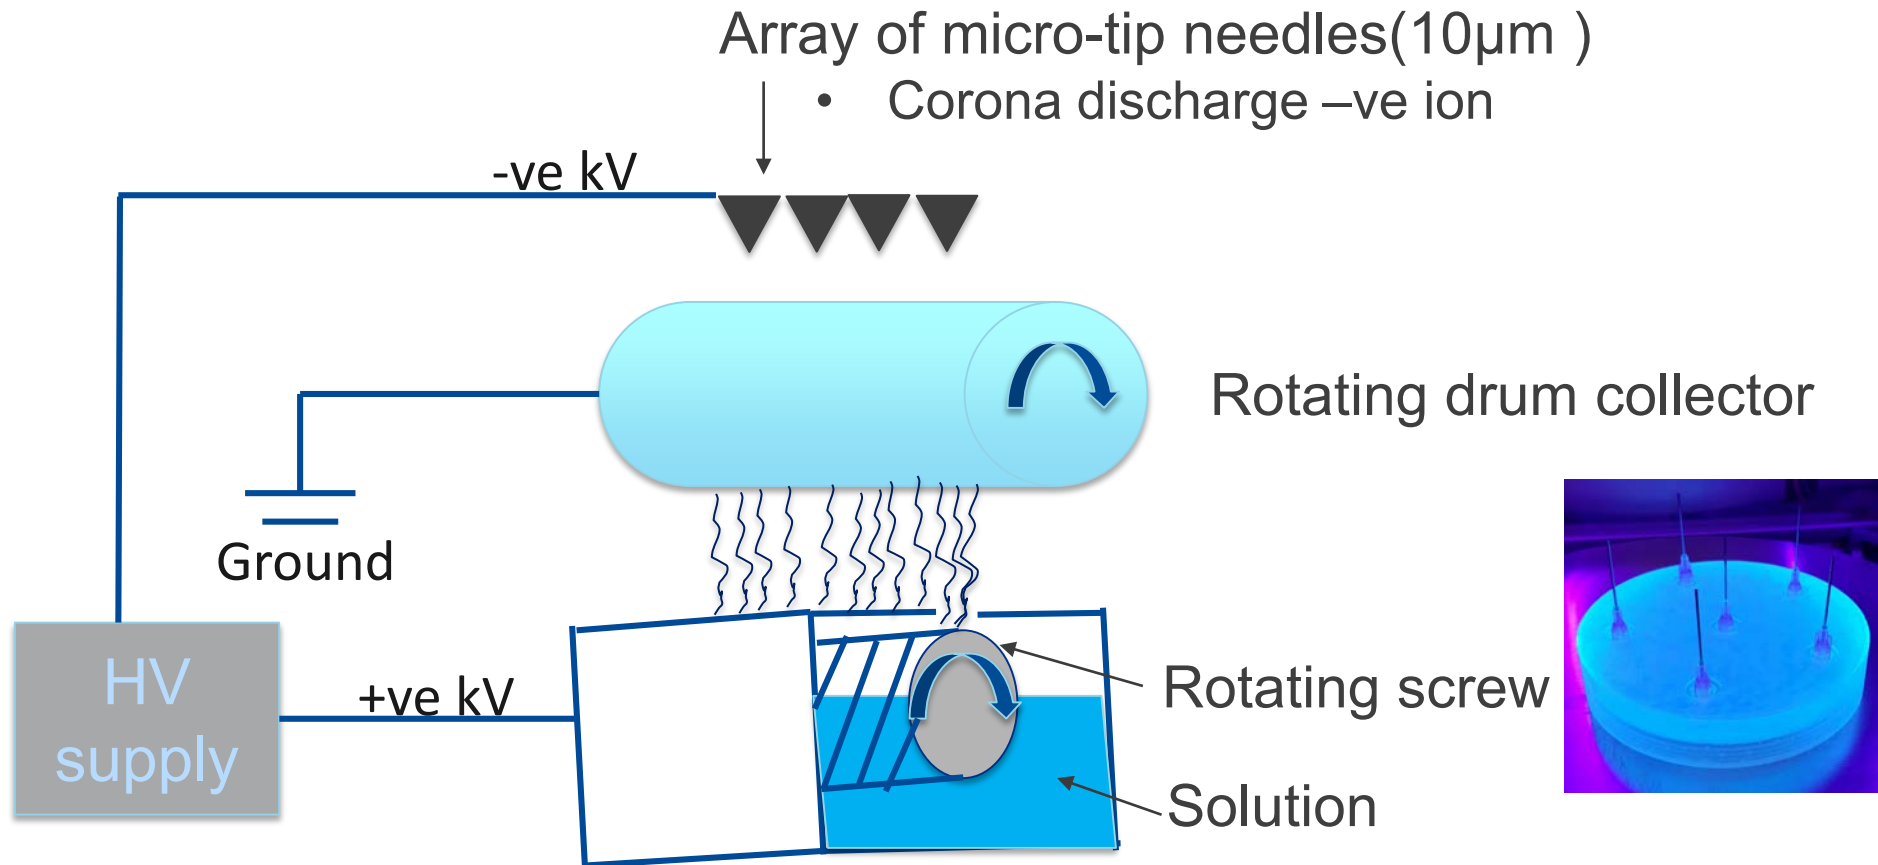 Array of micro-tip needles(10µm )
• Corona discharge –ve ion
-ve kV
Rotating drum collector
Ground
HV
supply
+ve kV
Rotating screw
Solution